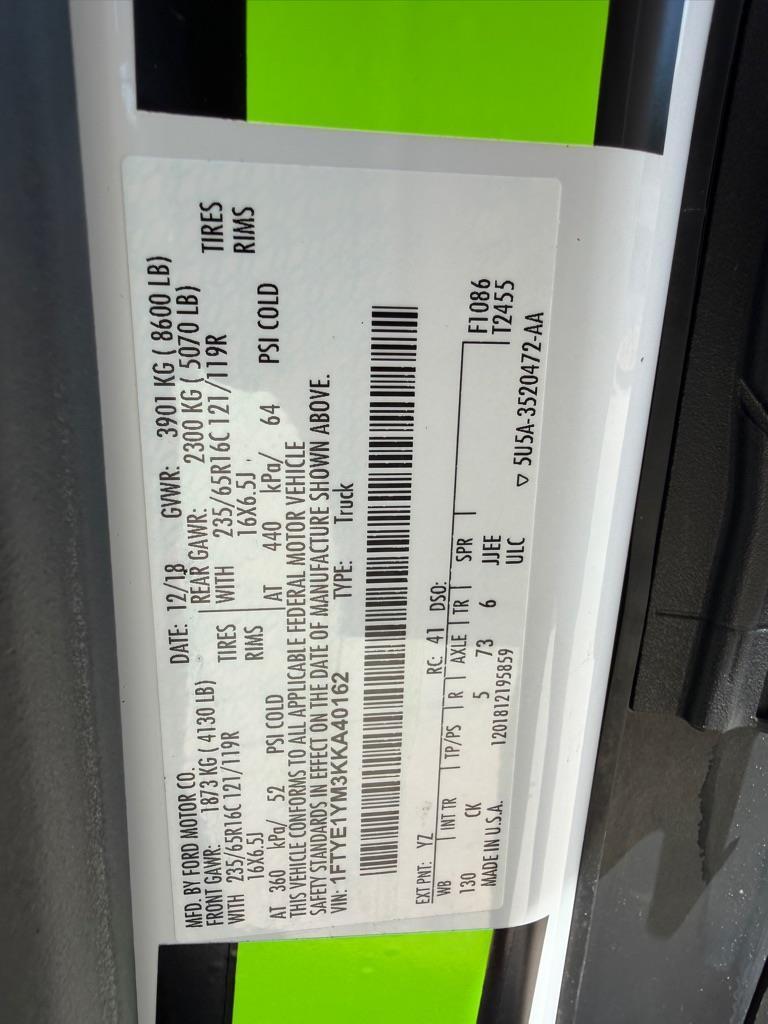 MFD. BY FORD MOTOR CO.
DATE: 12/18 GVWR: 3901 KG ( 8600 LB)
FRONT GAWR: 1873 KG ( 4130 LB) REAR GAWR: 2300 KG ( 5070 LB)
WITH 235/65R16C 121/119R TIRES WITH 235/65R16C 121/119R TIRES
16X6.5J RIMS 16X6.5J RIMS
AT 360 kPa/ 52 PSI COLD AT 440 kPa/ 64 PSI COLD
THIS VEHICLE CONFORMS TO ALL APPLICABLE FEDERAL MOTOR VEHICLE
SAFETY STANDARDS IN EFFECT ON THE DATE OF MANUFACTURE SHOWN ABOVE.
VIN: 1FTYE1YM3KKA40162 TYPE: Truck
EXT PNT: YZ RC: 41 DSO:
WB INT TR TP/PS R AXLE TR SPR F1086
130 CK 5 73 6 JJEE T2455
MADE IN U.S.A. 1201812195859 ULC ▽ 5U5A-3520472-AA